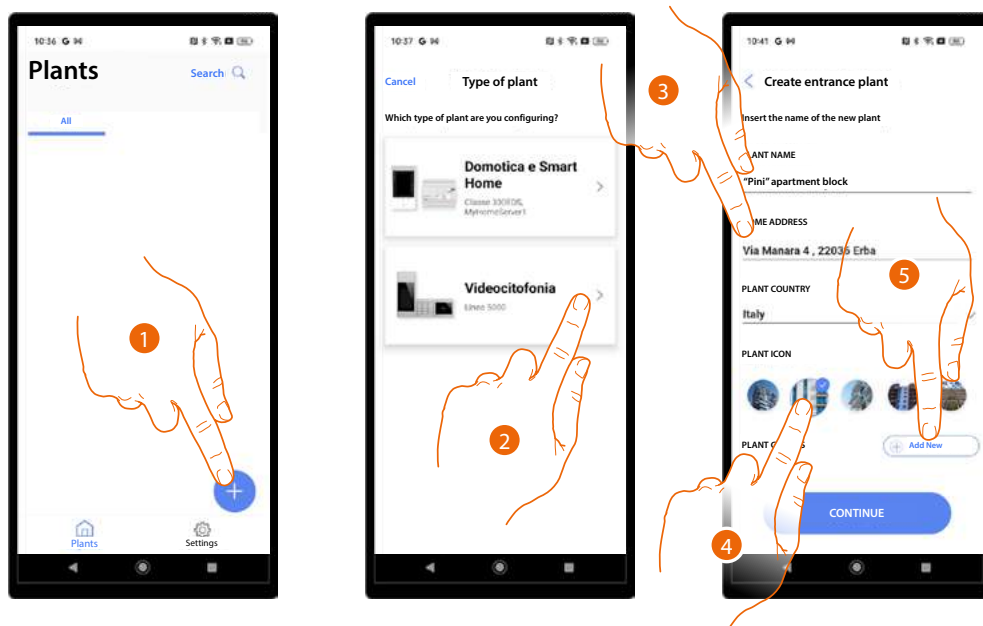 10:36 G
Plants
Search
All
1
Plants
Settings
10:37 G
Cancel
Type of plant
Which type of plant are you configuring?
Domotica e Smart
Home
Classe 300EOS,
MyHomeServer1
Videocitofonia
Linea 5000
2
3
10:41 G
Create entrance plant
Insert the name of the new plant
ANT NAME
"Pini" apartment block
ME ADDRESS
Via Manara 4 , 22036 Erba
5
PLANT COUNTRY
Italy
PLANT ICON
PLANT
Add New
CONTINUE
4